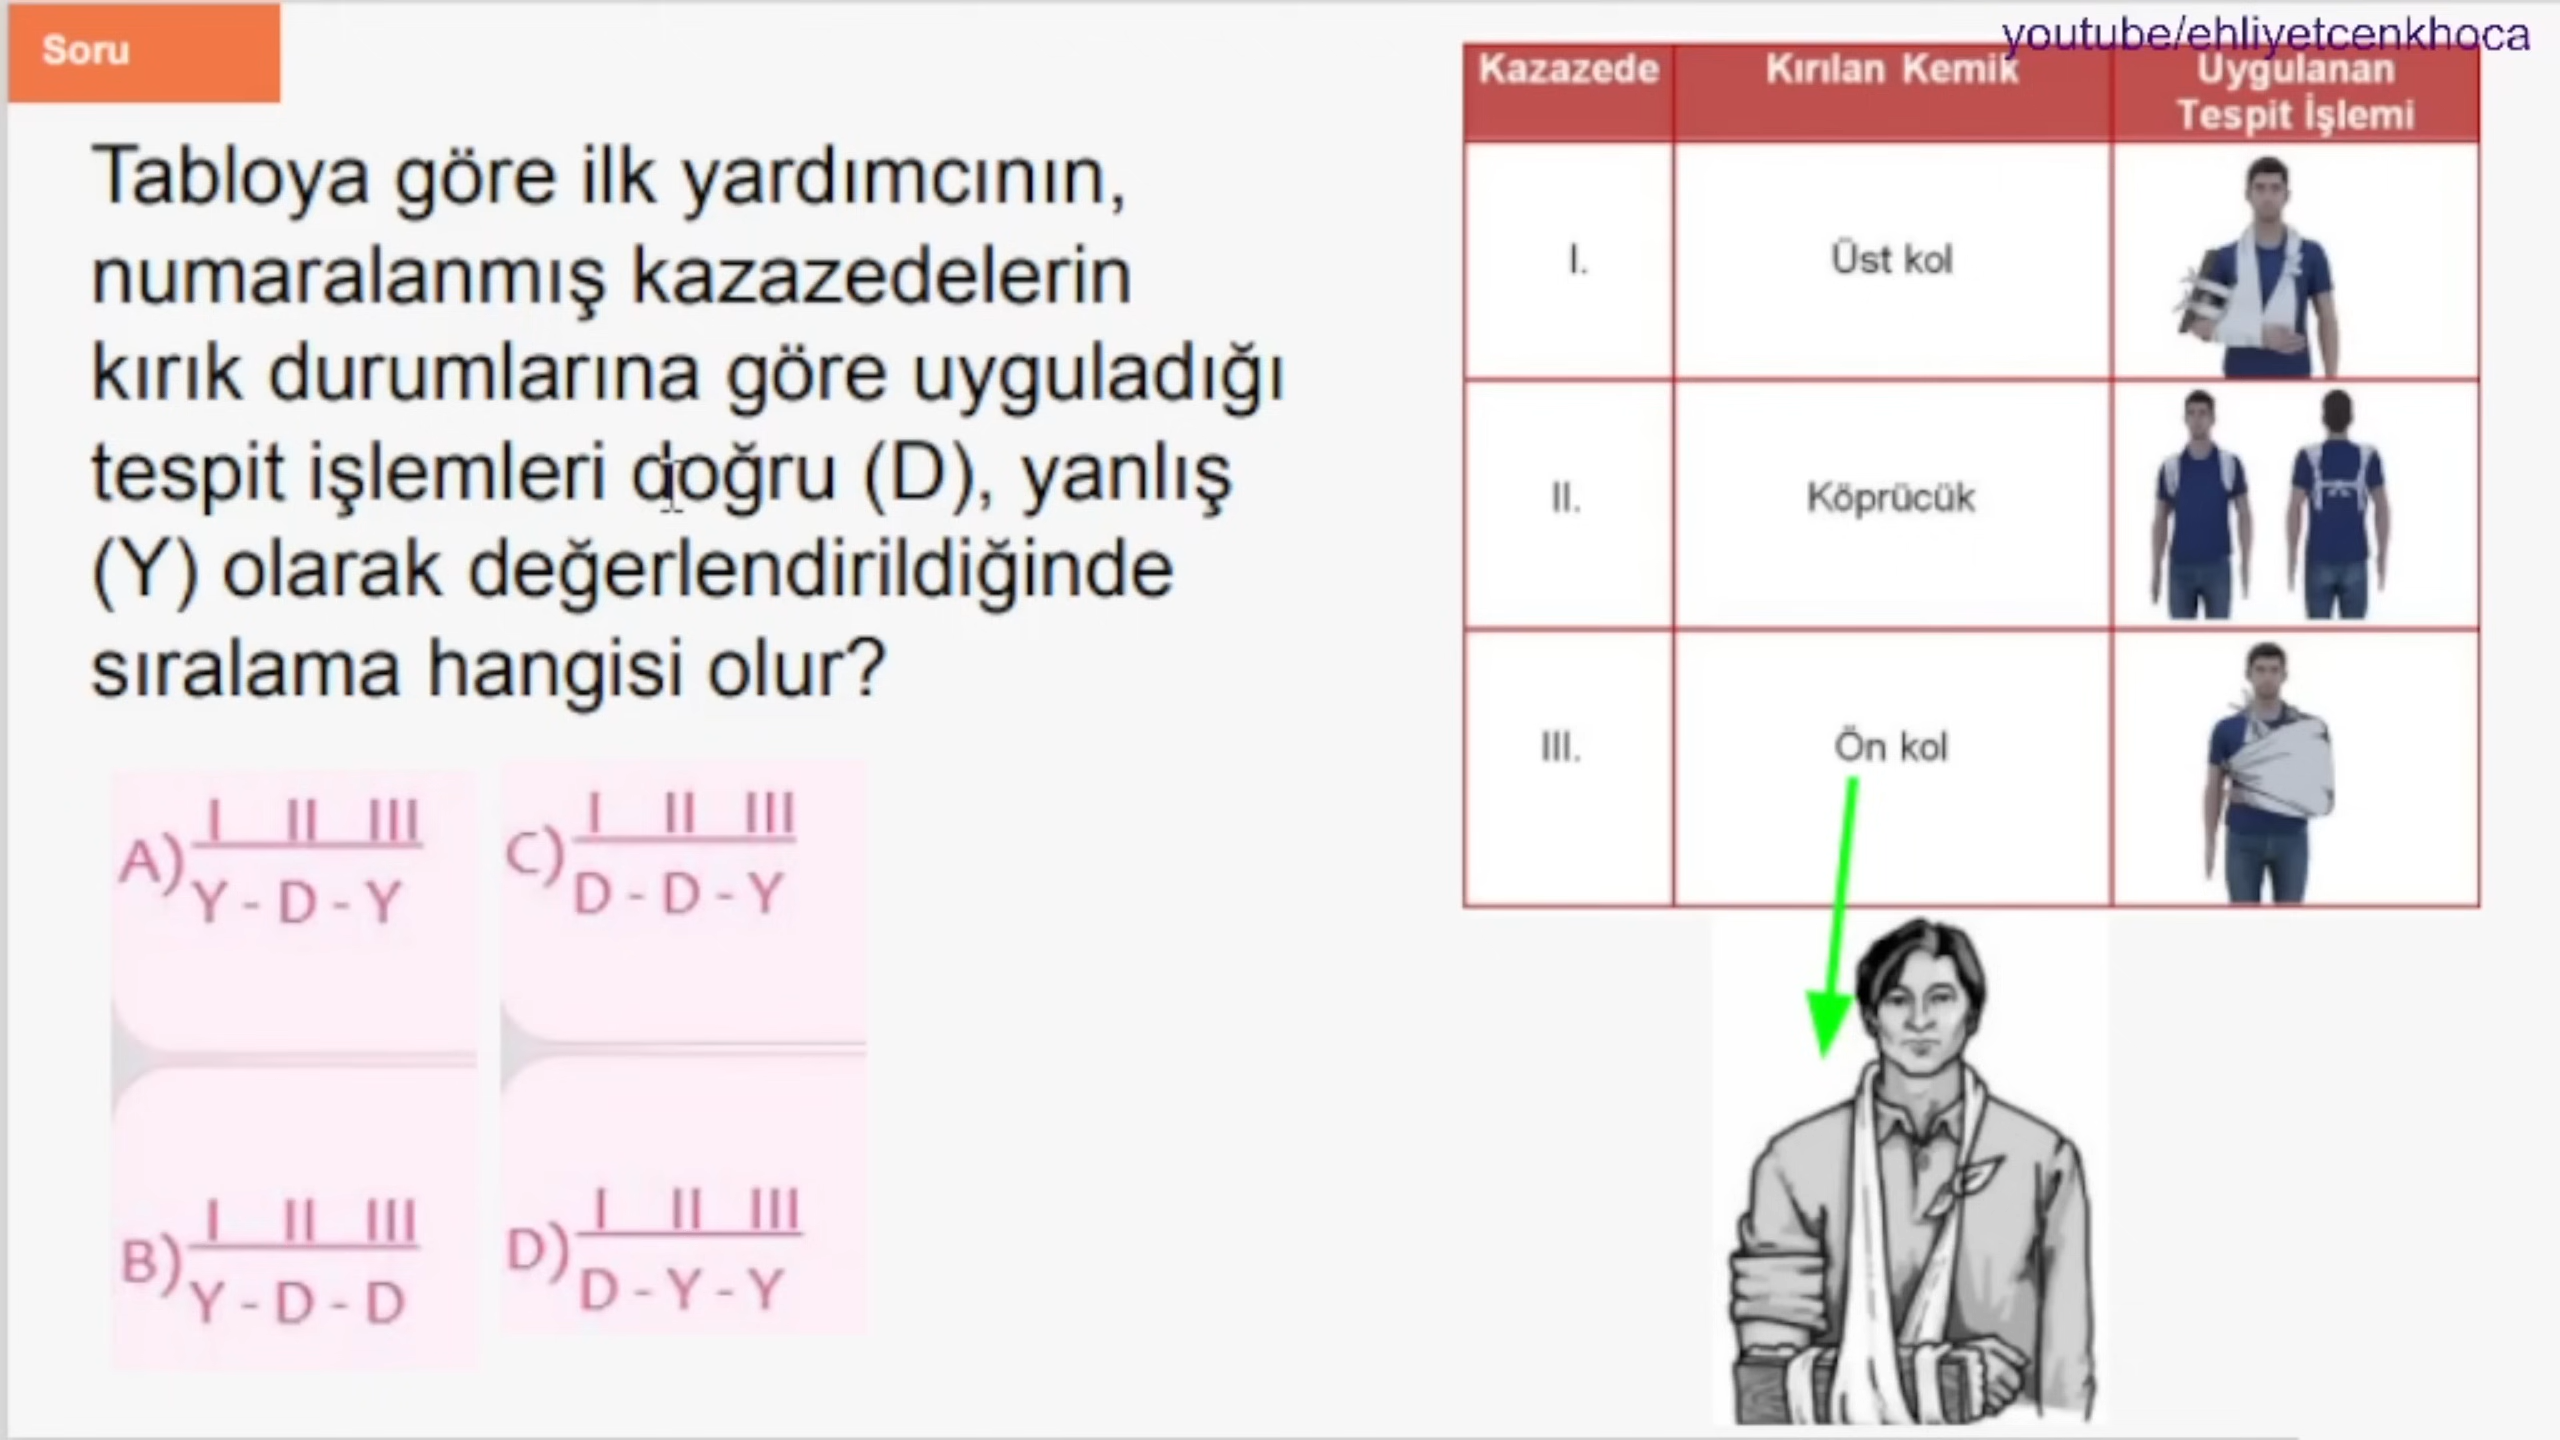 Soru
youtube/ehliyetcenkhoca
Tabloya göre ilk yardımcının,
numaralanmış kazazedelerin
kırık durumlarına göre uyguladığı
tespit işlemleri doğru (D), yanlış
(Y) olarak değerlendirildiğinde
sıralama hangisi olur?
A) I II III
Y - D - Y
B) I II III
Y - D - D
C) I II III
D - D - Y
D) I II III
D - Y - Y
Kazazede Kırılan Kemik Uygulanan
Tespit İşlemi
I. Üst kol
II. Köprücük
III. Ön kol